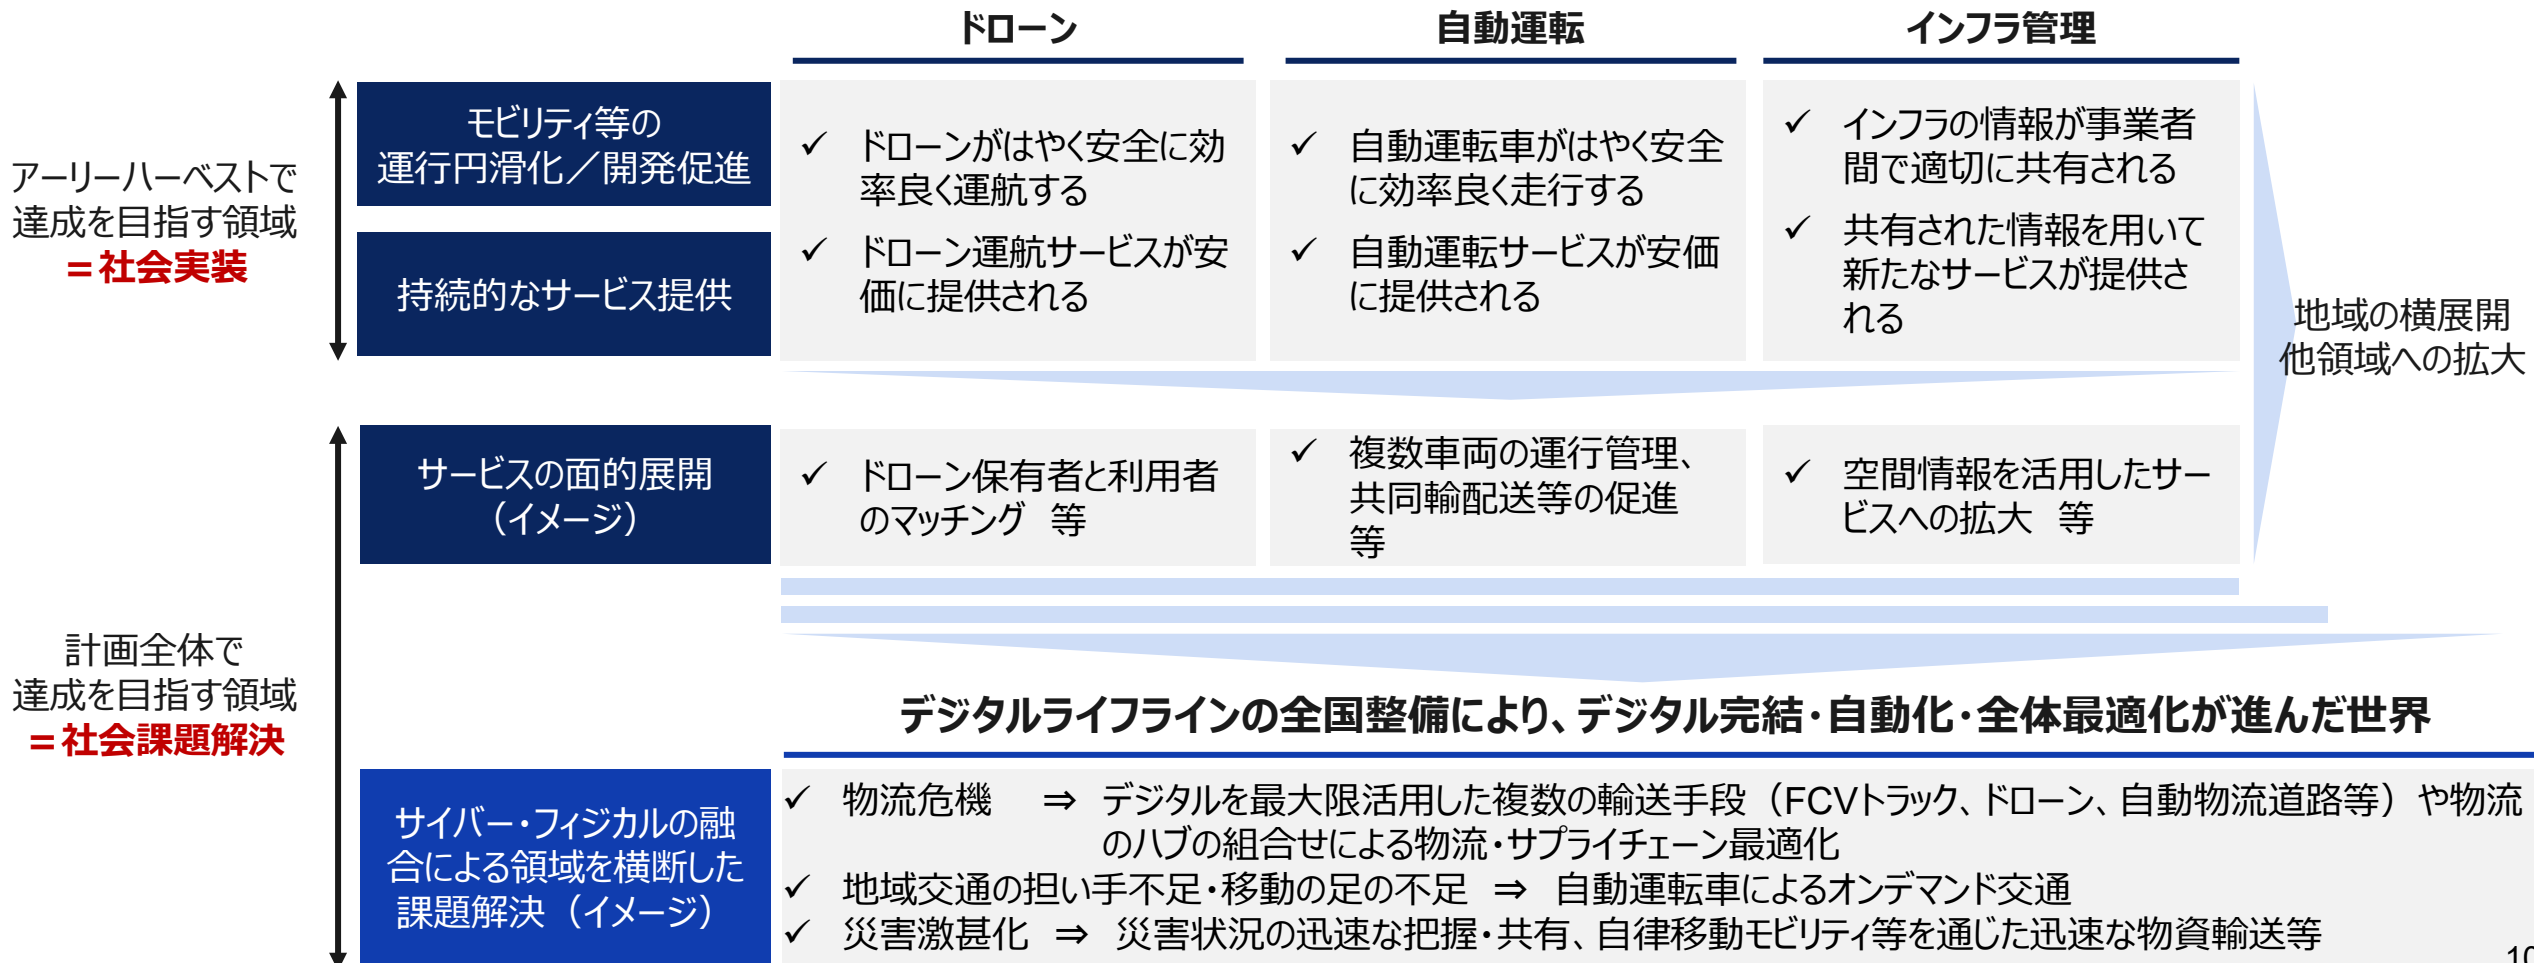 ドローン
自動運転
インフラ管理
アーリーハーベストで
達成を目指す領域
=社会実装
モビリティ等の
運行円滑化／開発促進
持続的なサービス提供
✓ ドローンがはやく安全に効
率良く運航する
✓ ドローン運航サービスが安
価に提供される
✓ 自動運転車がはやく安全
に効率良く走行する
✓ 自動運転サービスが安価
に提供される
✓ インフラの情報が事業者
間で適切に共有される
✓ 共有された情報を用いて
新たなサービスが提供さ
れる
地域の横展開
他領域への拡大
計画全体で
達成を目指す領域
=社会課題解決
サービスの面的展開
（イメージ）
✓ ドローン保有者と利用者
のマッチング　等
✓ 複数車両の運行管理、
共同輸配送等の促進
等
✓ 空間情報を活用したサー
ビスへの拡大　等
デジタルライフラインの全国整備により、デジタル完結・自動化・全体最適化が進んだ世界
サイバー・フィジカルの融
合による領域を横断した
課題解決（イメージ）
✓ 物流危機　⇒ デジタルを最大限活用した複数の輸送手段（FCVトラック、ドローン、自動物流道路等）や物流
のハブの組合せによる物流・サプライチェーン最適化
✓ 地域交通の担い手不足・移動の足の不足 ⇒ 自動運転車によるオンデマンド交通
✓ 災害激甚化 ⇒ 災害状況の迅速な把握・共有、自律移動モビリティ等を通じた迅速な物資輸送等
10